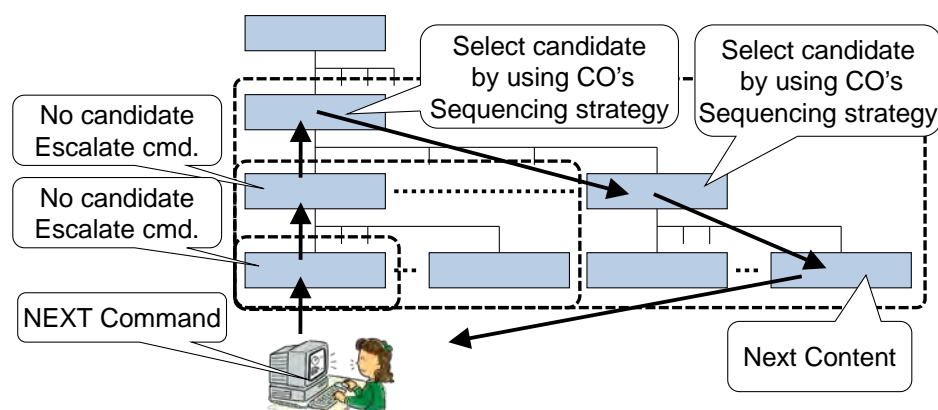 Select candidate
by using CO's
Sequencing strategy
Select candidate
by using CO's
Sequencing strategy
No candidate
Escalate cmd.
No candidate
Escalate cmd.
NEXT Command
Next Content